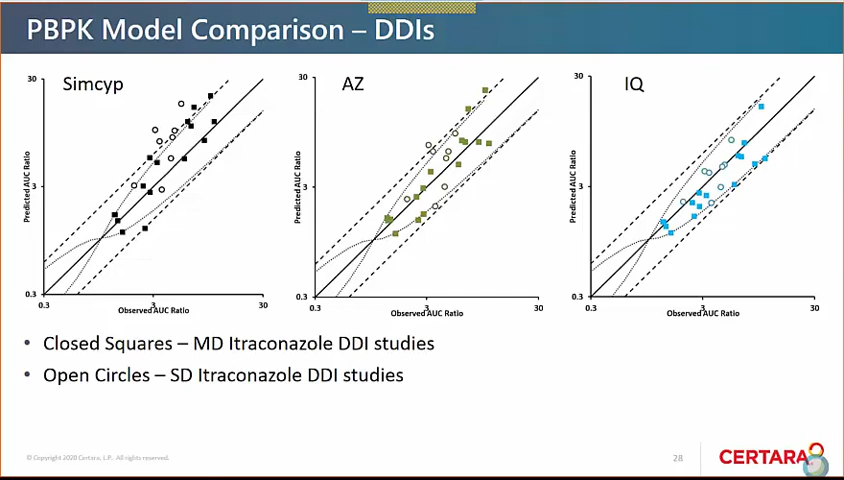 PBPK Model Comparison – DDIs
Simcyp
AZ
IQ
30
3
0.3
Predicted AUC Ratio
0.3
3
30
Observed AUC Ratio
30
3
0.3
Predicted AUC Ratio
0.3
3
30
Observed AUC Ratio
30
3
0.3
Predicted AUC Ratio
0.3
3
30
Observed AUC Ratio
• Closed Squares – MD Itraconazole DDI studies
• Open Circles – SD Itraconazole DDI studies
© Copyright 2020 Certara, L.P. All rights reserved.
28
CERTARA